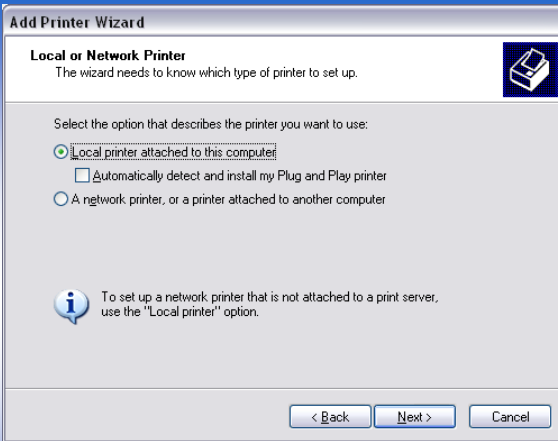 Add Printer Wizard
Local or Network Printer
The wizard needs to know which type of printer to set up.
Select the option that describes the printer you want to use:
Local printer attached to this computer
Automatically detect and install my Plug and Play printer
A network printer, or a printer attached to another computer
To set up a network printer that is not attached to a print server,
use the "Local printer" option.
< Back Next > Cancel